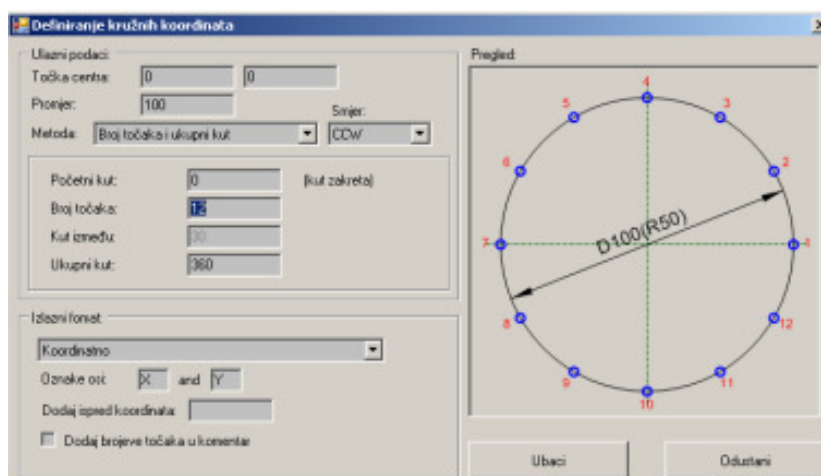 Definiranje kružnih koordinata
Ulazni podaci:
Točka centra: 0 0
Promjer: 100
Smjer:
Metoda: Broj točaka i ukupni kut CCW
Početni kut: 0 (kut zakreta)
Broj točaka: 12
Kut između: 30
Ukupni kut: 360
Izlazni format
Koordinatno
Oznake osi: X and Y
Dodaj ispred koordinata:
Dodaj brojeve točaka u komentar
Pregled:
4
5 3
6 2
D100(R50)
7 1
8 12
9 11
10
Ubaci Odustani